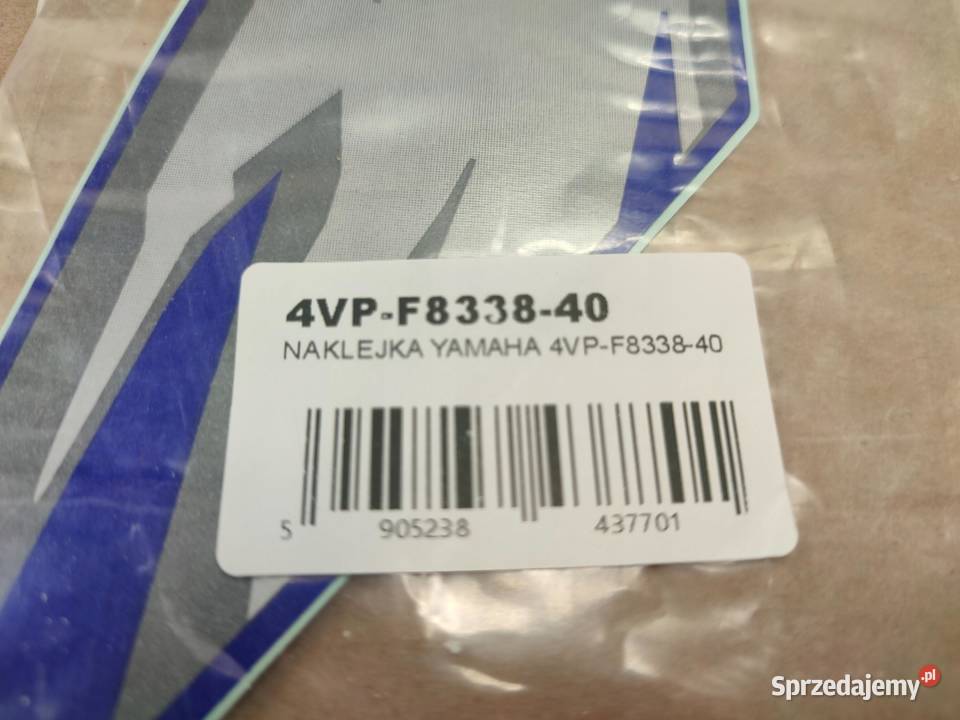 4VP-F8338-40
NAKLEJKA YAMAHA 4VP-F8338-40
5 905238 437701
Sprzedajemy.pl